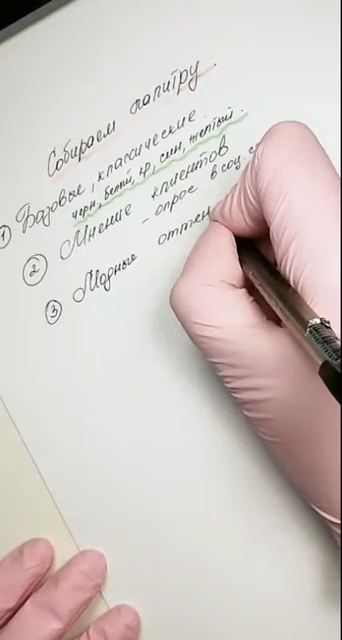 Собираем палитру.
① Базовые, классические.
черн, белый, кр, син, желтый.
② Мнение клиентов
- опрос в соц
③ Модные оттен